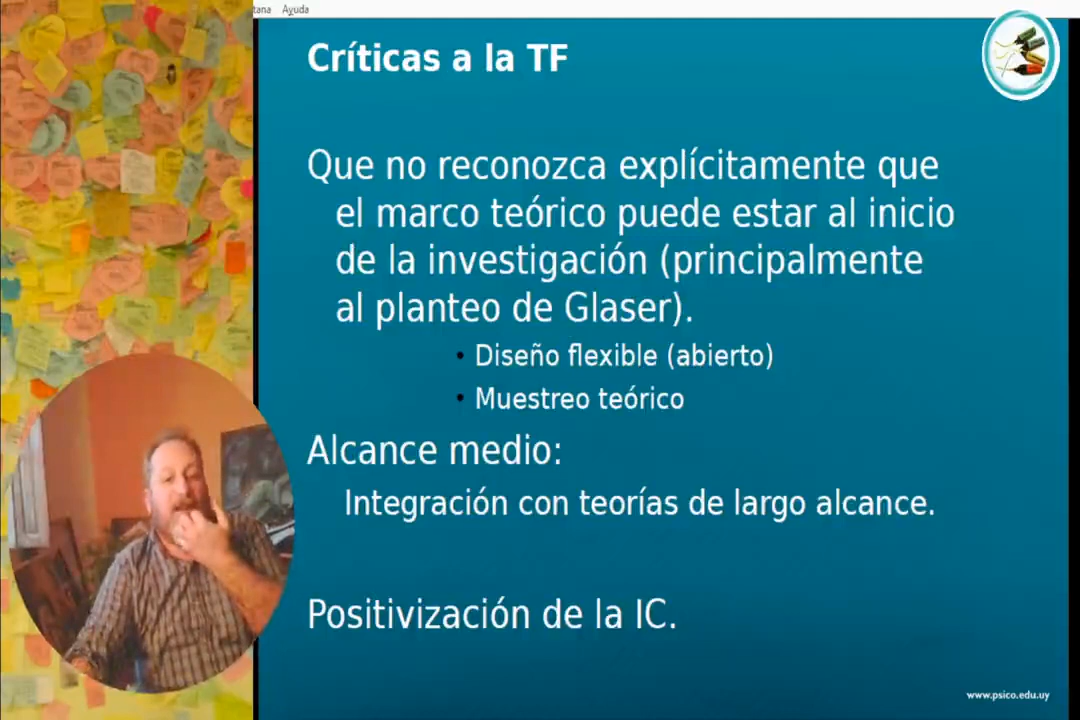 tana Ayuda
Críticas a la TF
Que no reconozca explícitamente que
el marco teórico puede estar al inicio
de la investigación (principalmente
al planteo de Glaser).
• Diseño flexible (abierto)
• Muestreo teórico
Alcance medio:
Integración con teorías de largo alcance.
Positivización de la IC.
www.psico.edu.uy